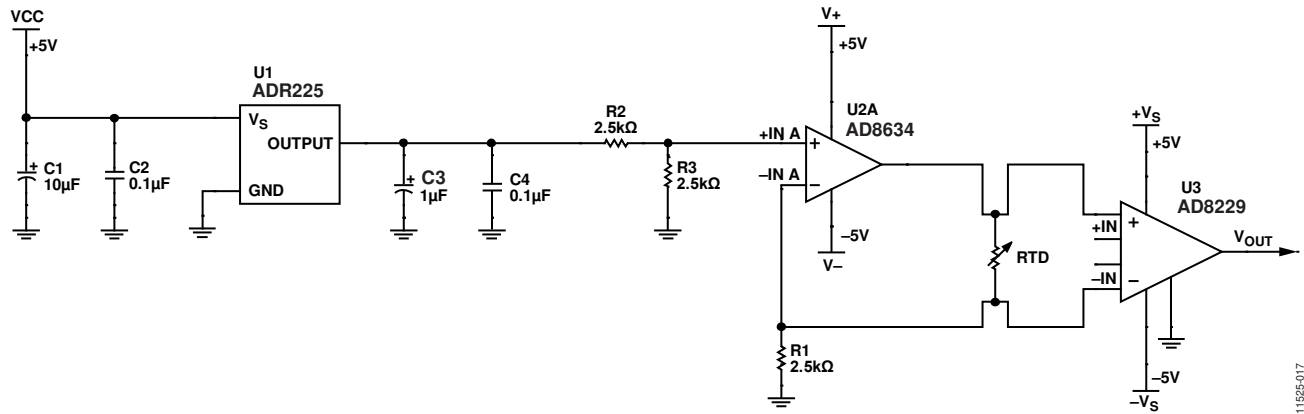 VCC
+5V
U1
ADR225
VS
OUTPUT
GND
+
C1
10µF
C2
0.1µF
+
C3
1µF
C4
0.1µF
R2
2.5kΩ
R3
2.5kΩ
V+
+5V
U2A
AD8634
+IN A
–IN A
+
–
–5V
V–
R1
2.5kΩ
RTD
+VS
+5V
U3
AD8229
+IN
–IN
+
–
VOUT
–5V
–VS
11525-017